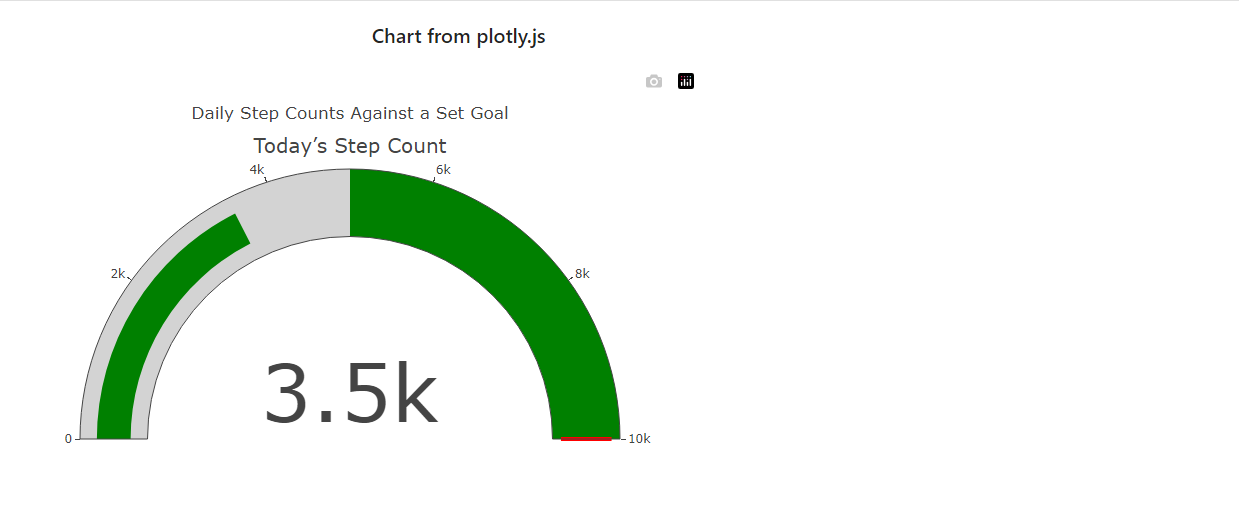 Chart from plotly.js
Daily Step Counts Against a Set Goal
Today’s Step Count
4k
6k
2k
8k
3.5k
0
10k